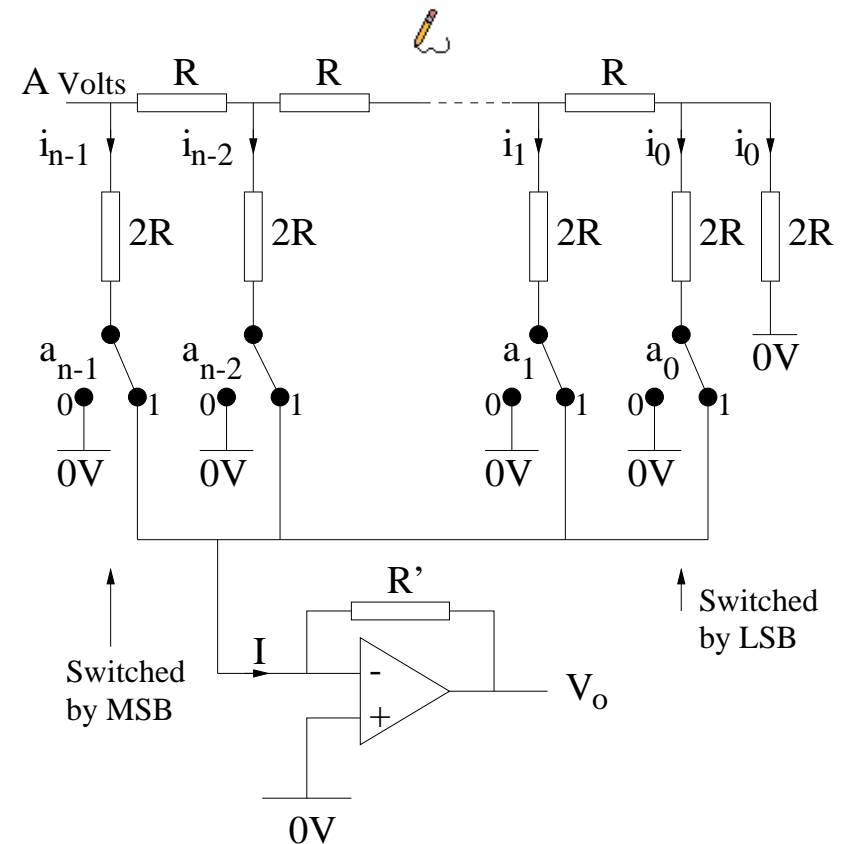 A Volts R R R
i n-1 i n-2 i 1 i 0 i 0
2R 2R 2R 2R 2R
a n-1 a n-2 a 1 a 0 0V
0 1 0 1 0 1 0 1
0V 0V 0V 0V
R'
Switched
by LSB
I
Switched
by MSB
-
+
V o
0V